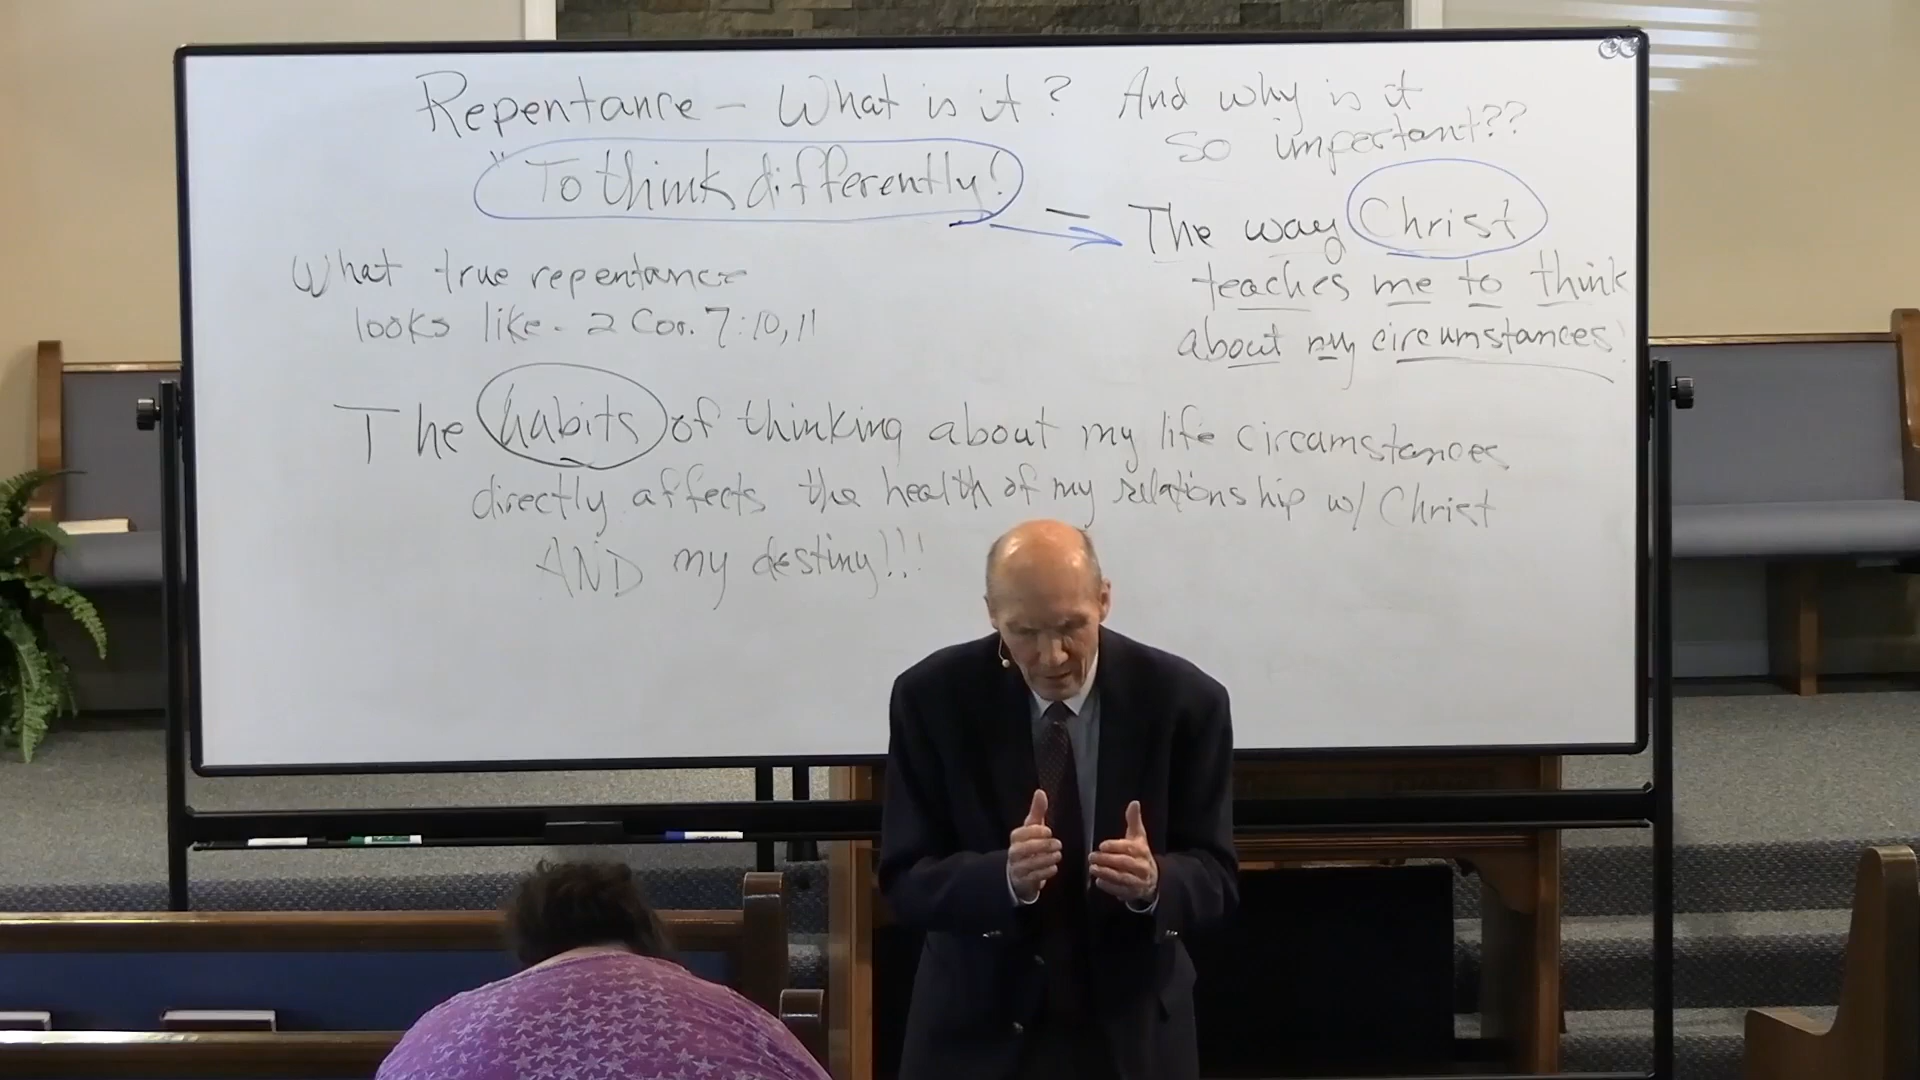 Repentance - What is it? And why is it
so important??
"To think differently!
- The way Christ
teaches me to think
about my circumstances!
What true repentance
looks like - 2 Cor. 7:10,11
The habits of thinking about my life circumstances
directly affects the health of my relationship w/ Christ
AND my destiny!!!